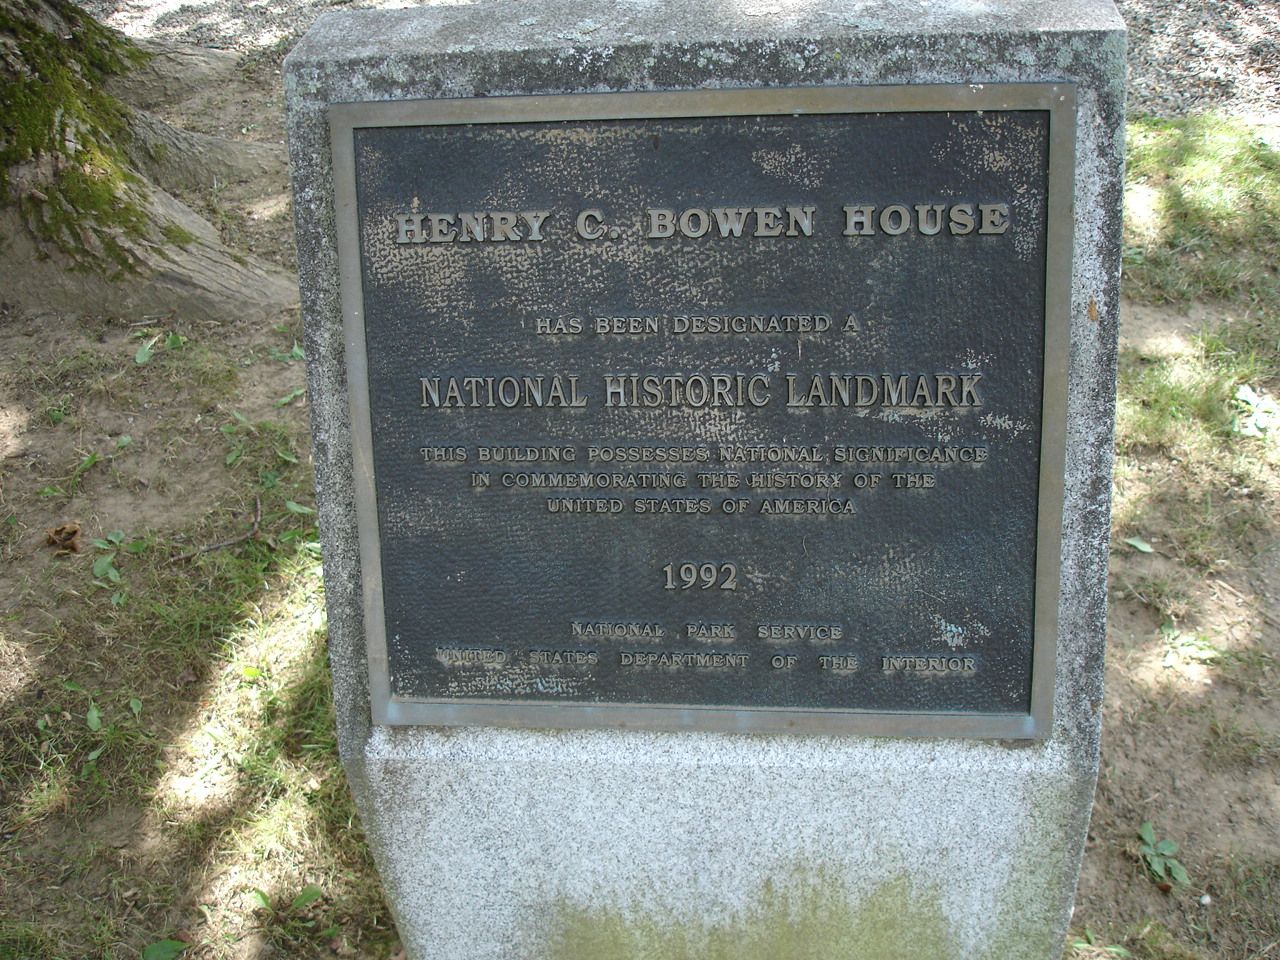 HENRY C. BOWEN HOUSE
HAS BEEN DESIGNATED A
NATIONAL HISTORIC LANDMARK
THIS BUILDING POSSESSES NATIONAL SIGNIFICANCE
IN COMMEMORATING THE HISTORY OF THE
UNITED STATES OF AMERICA
1992
NATIONAL PARK SERVICE
UNITED STATES DEPARTMENT OF THE INTERIOR